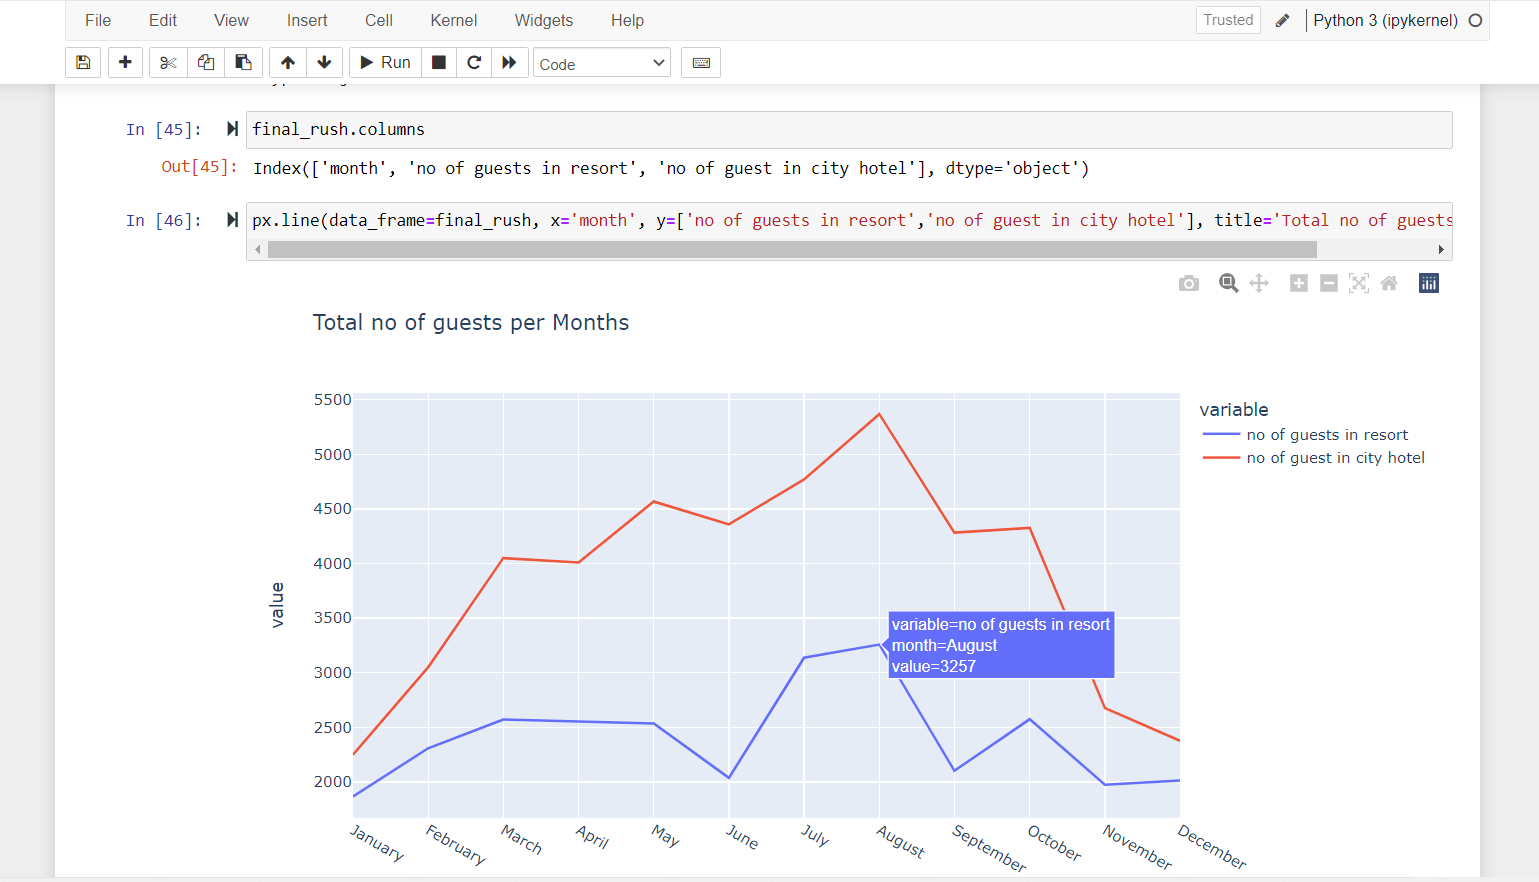 File Edit View Insert Cell Kernel Widgets Help Trusted Python 3 (ipykernel)
Run Code
In [45]: final_rush.columns
Out[45]: Index(['month', 'no of guests in resort', 'no of guest in city hotel'], dtype='object')
In [46]: px.line(data_frame=final_rush, x='month', y=['no of guests in resort','no of guest in city hotel'], title='Total no of guests
Total no of guests per Months
5500
5000
4500
4000
3500
3000
2500
2000
value
variable
no of guests in resort
no of guest in city hotel
variable=no of guests in resort
month=August
value=3257
January February March April May June July August September October November December